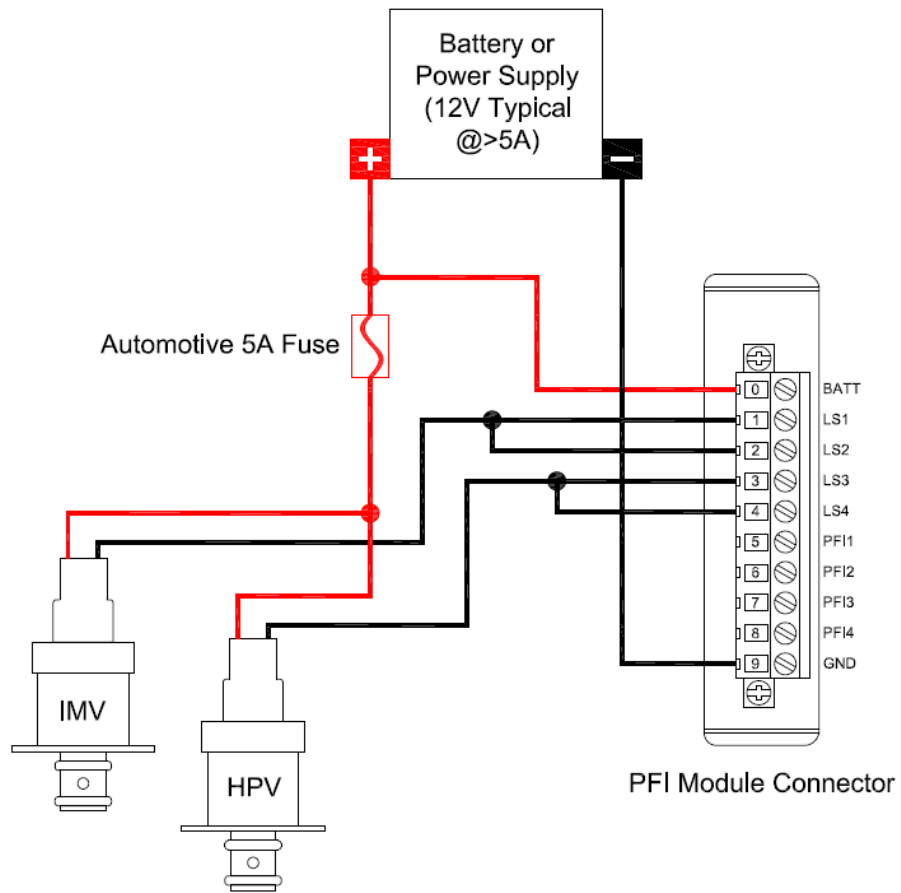 Battery or
Power Supply
(12V Typical
@>5A)
+
−
Automotive 5A Fuse
0 BATT
1 LS1
2 LS2
3 LS3
4 LS4
5 PFI1
6 PFI2
7 PFI3
8 PFI4
9 GND
IMV
HPV
PFI Module Connector